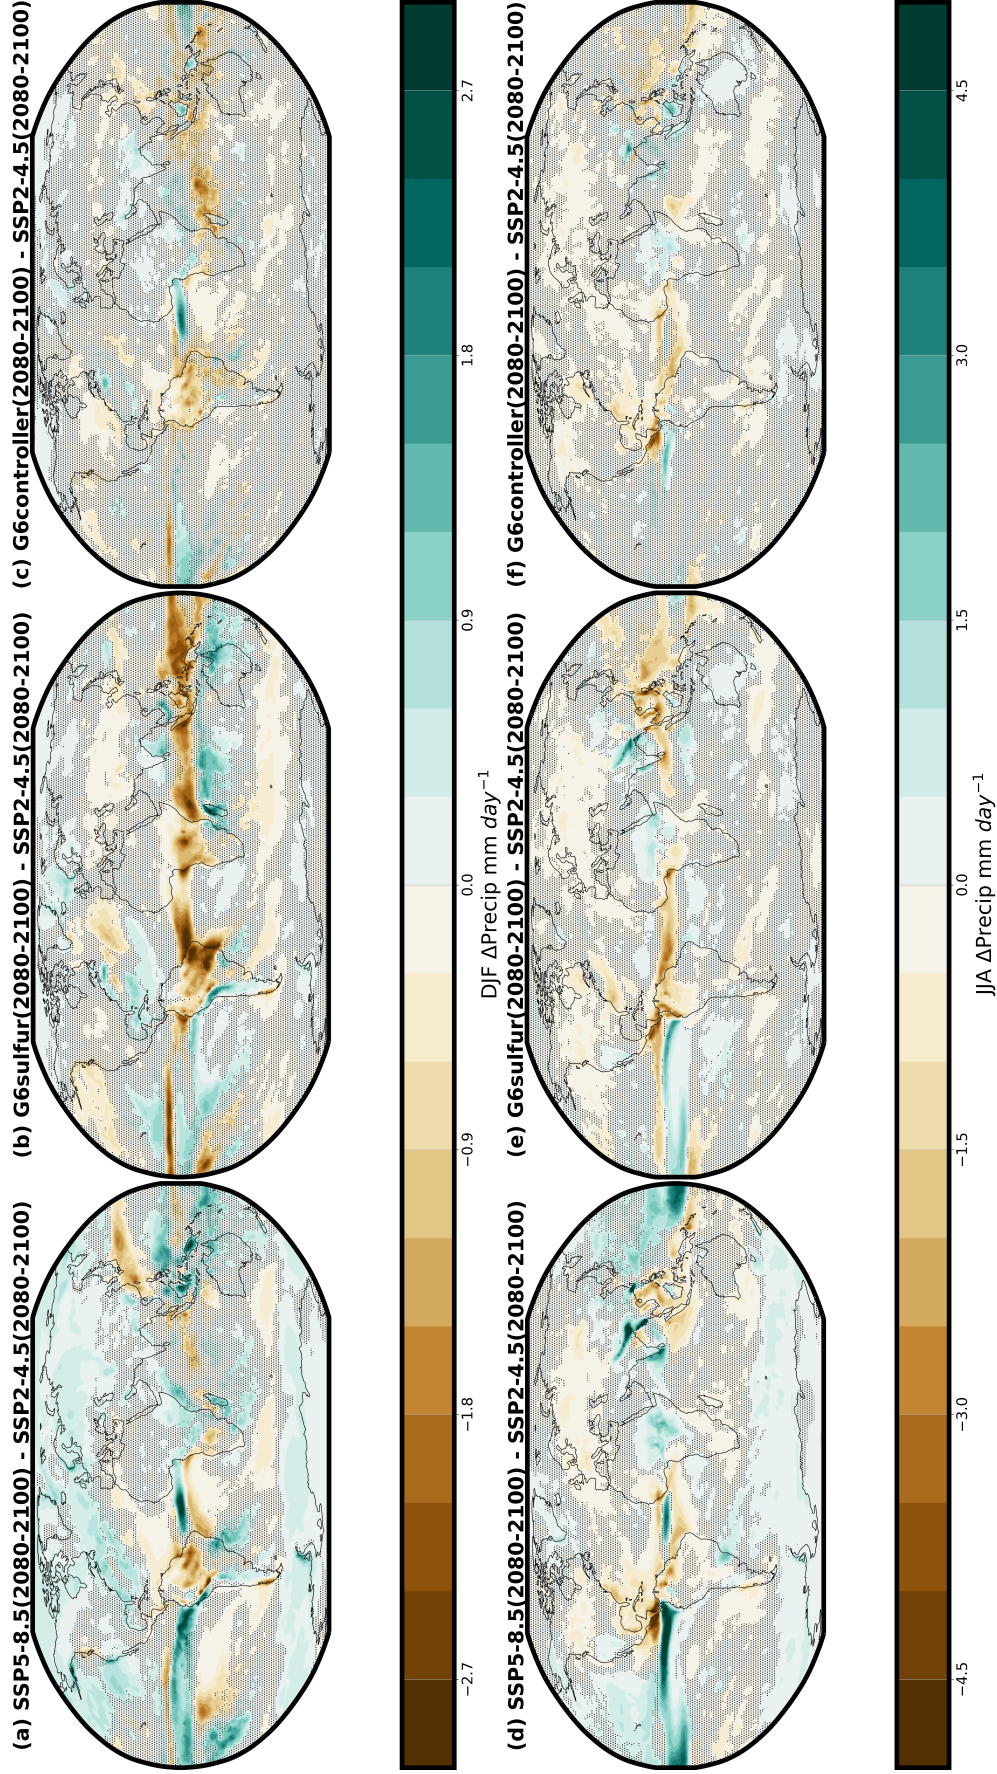 (a) SSP5-8.5(2080-2100) - SSP2-4.5(2080-2100)
(b) G6sulfur(2080-2100) - SSP2-4.5(2080-2100)
(c) G6controller(2080-2100) - SSP2-4.5(2080-2100)
−2.7 −1.8 −0.9 0.0 0.9 1.8 2.7
DJF ΔPrecip mm day⁻¹
(d) SSP5-8.5(2080-2100) - SSP2-4.5(2080-2100)
(e) G6sulfur(2080-2100) - SSP2-4.5(2080-2100)
(f) G6controller(2080-2100) - SSP2-4.5(2080-2100)
−4.5 −3.0 −1.5 0.0 1.5 3.0 4.5
JJA ΔPrecip mm day⁻¹